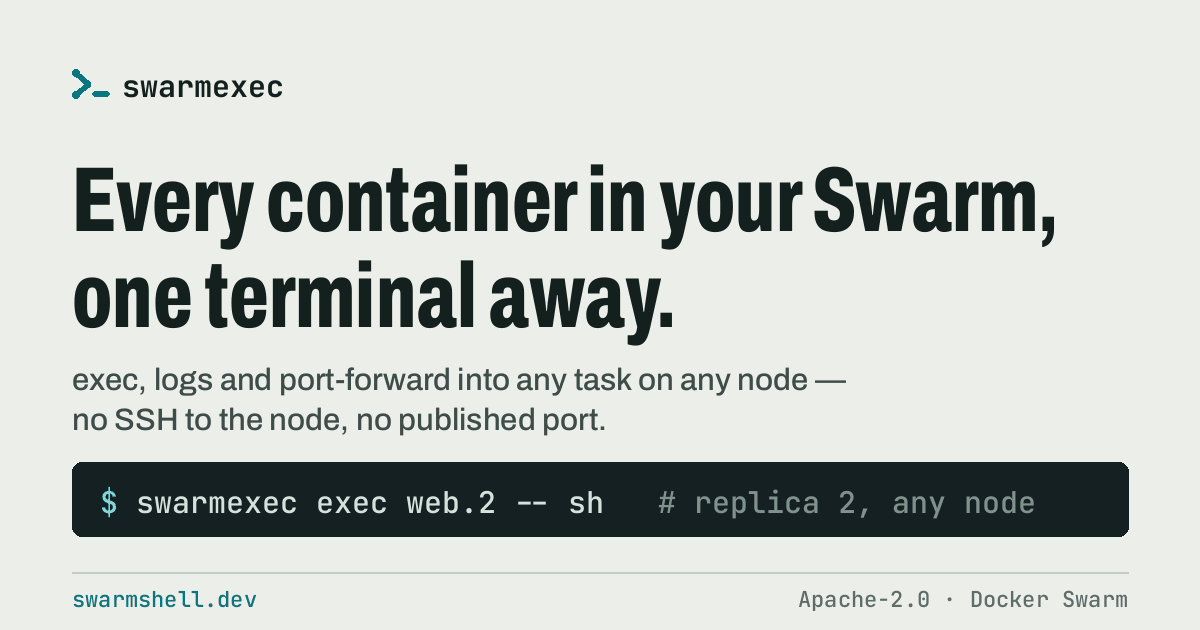 swarmexec
Every container in your Swarm,
one terminal away.
exec, logs and port-forward into any task on any node —
no SSH to the node, no published port.
$ swarmexec exec web.2 -- sh   # replica 2, any node
swarmshell.dev
Apache-2.0 · Docker Swarm